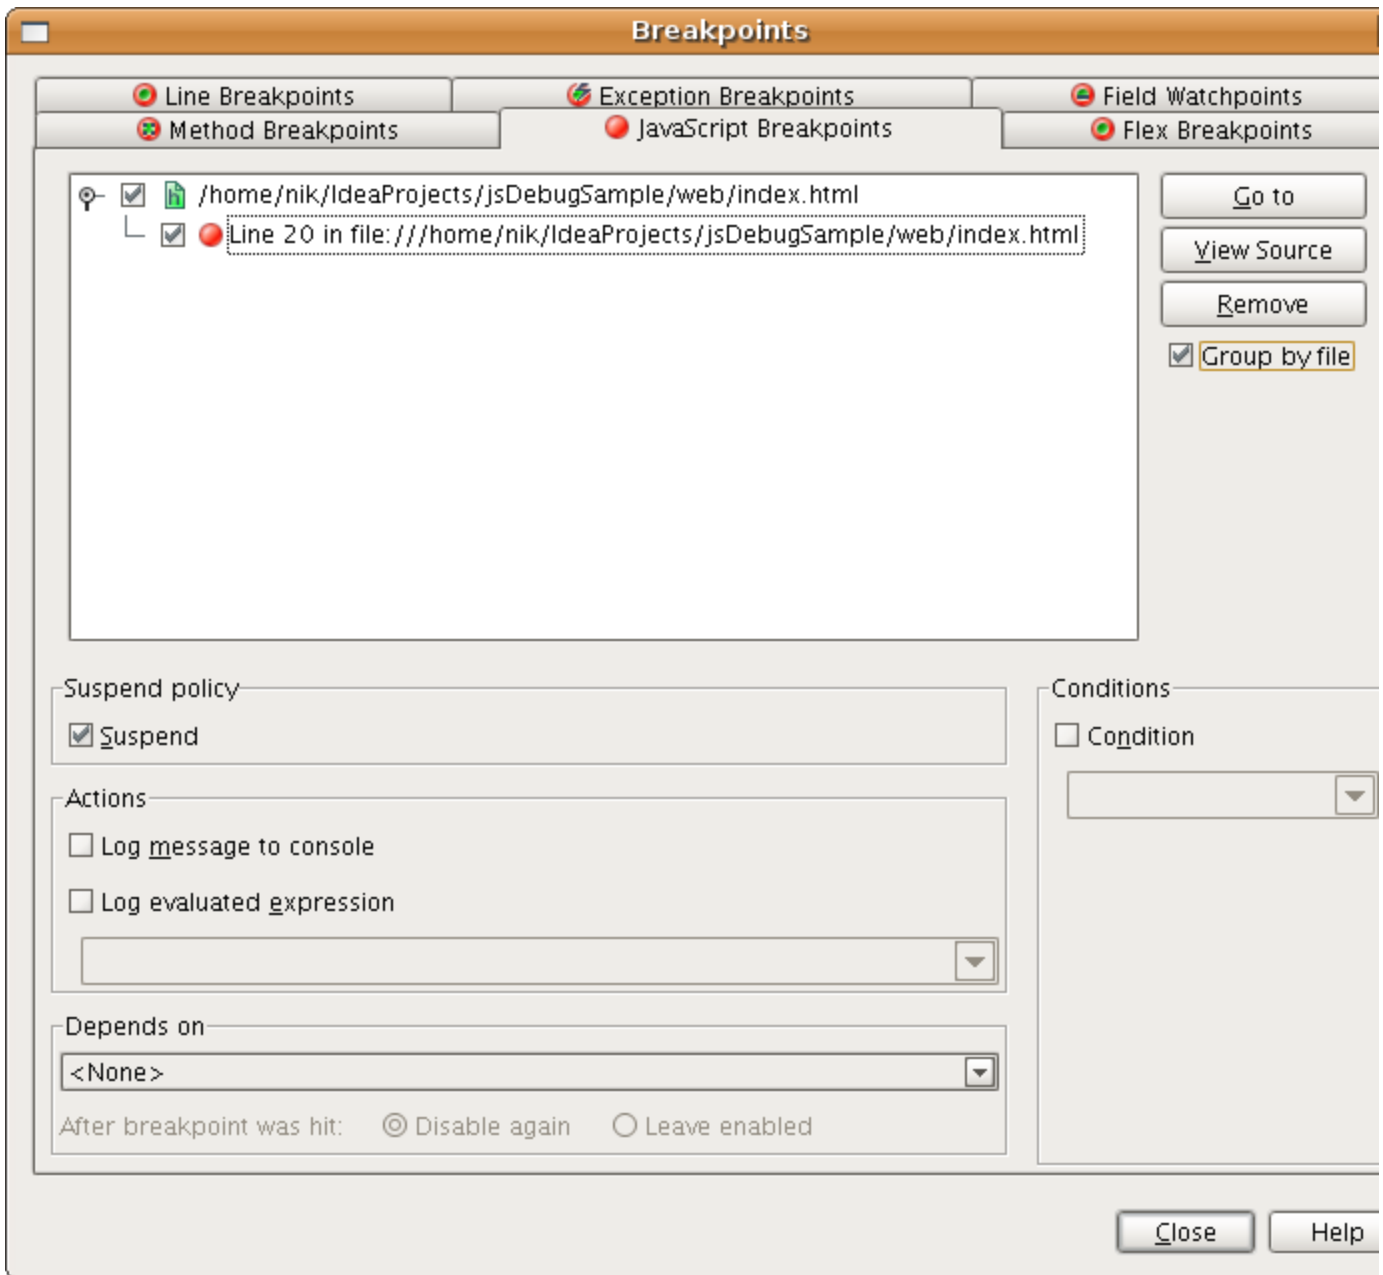 Breakpoints
Line Breakpoints
Exception Breakpoints
Field Watchpoints
Method Breakpoints
JavaScript Breakpoints
Flex Breakpoints
/home/nik/IdeaProjects/jsDebugSample/web/index.html
Line 20 in file:///home/nik/IdeaProjects/jsDebugSample/web/index.html
Go to
View Source
Remove
Group by file
Suspend policy
Suspend
Conditions
Condition
Actions
Log message to console
Log evaluated expression
Depends on
<None>
After breakpoint was hit:
Disable again
Leave enabled
Close
Help